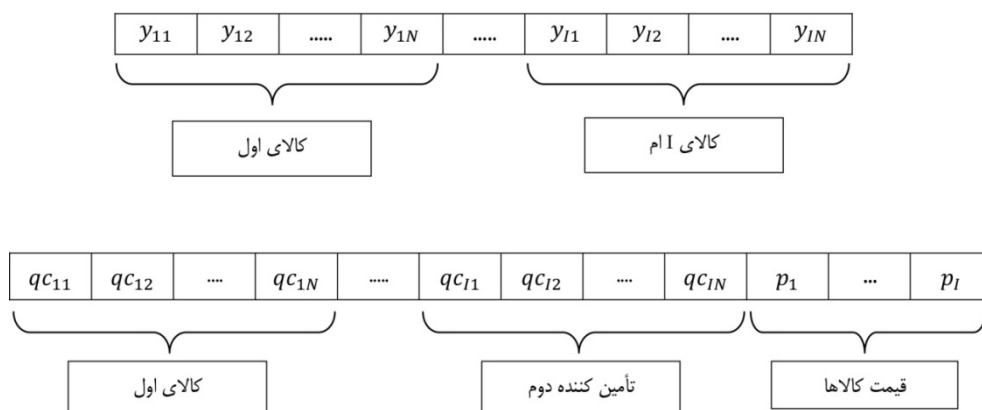 y₁₁ y₁₂ ..... y₁N ..... yI₁ yI₂ .... yIN
کالای اول
کالای I ام
qc₁₁ qc₁₂ .... qc₁N ..... qcI₁ qcI₂ .... qcIN p₁ ... pI
کالای اول
تأمین کننده دوم
قیمت کالاها